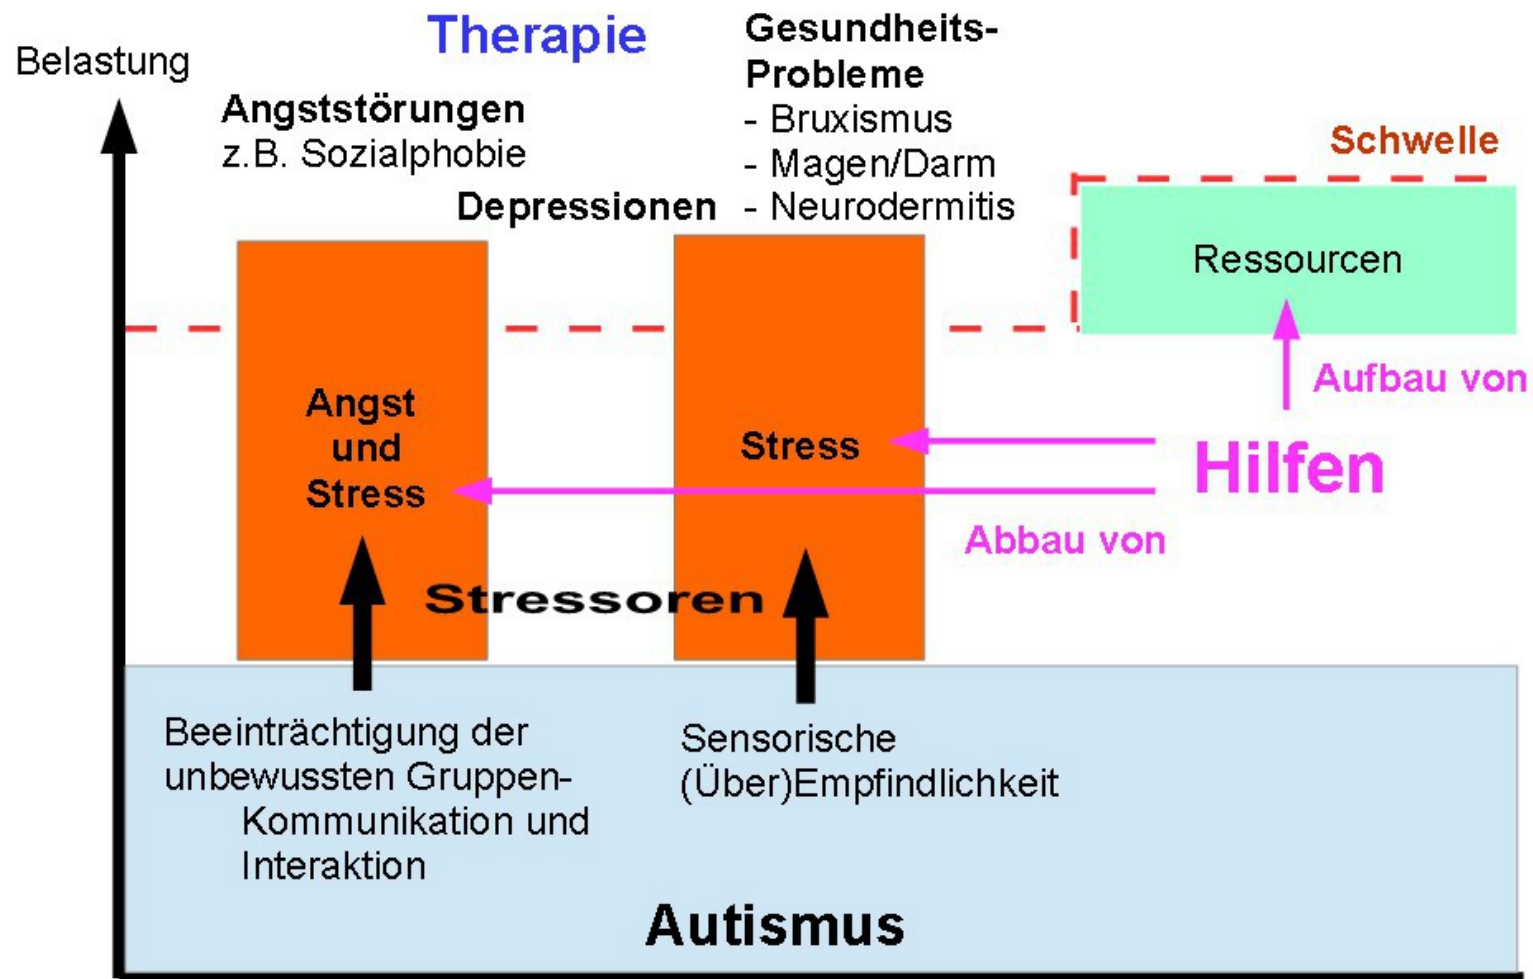 Therapie
Belastung
Angststörungen
z.B. Sozialphobie
Depressionen
Gesundheits-
Probleme
- Bruxismus
- Magen/Darm
- Neurodermitis
Schwelle
Ressourcen
Aufbau von
Hilfen
Abbau von
Angst
und
Stress
Stress
Stressoren
Beeinträchtigung der
unbewussten Gruppen-
Kommunikation und
Interaktion
Sensorische
(Über)Empfindlichkeit
Autismus